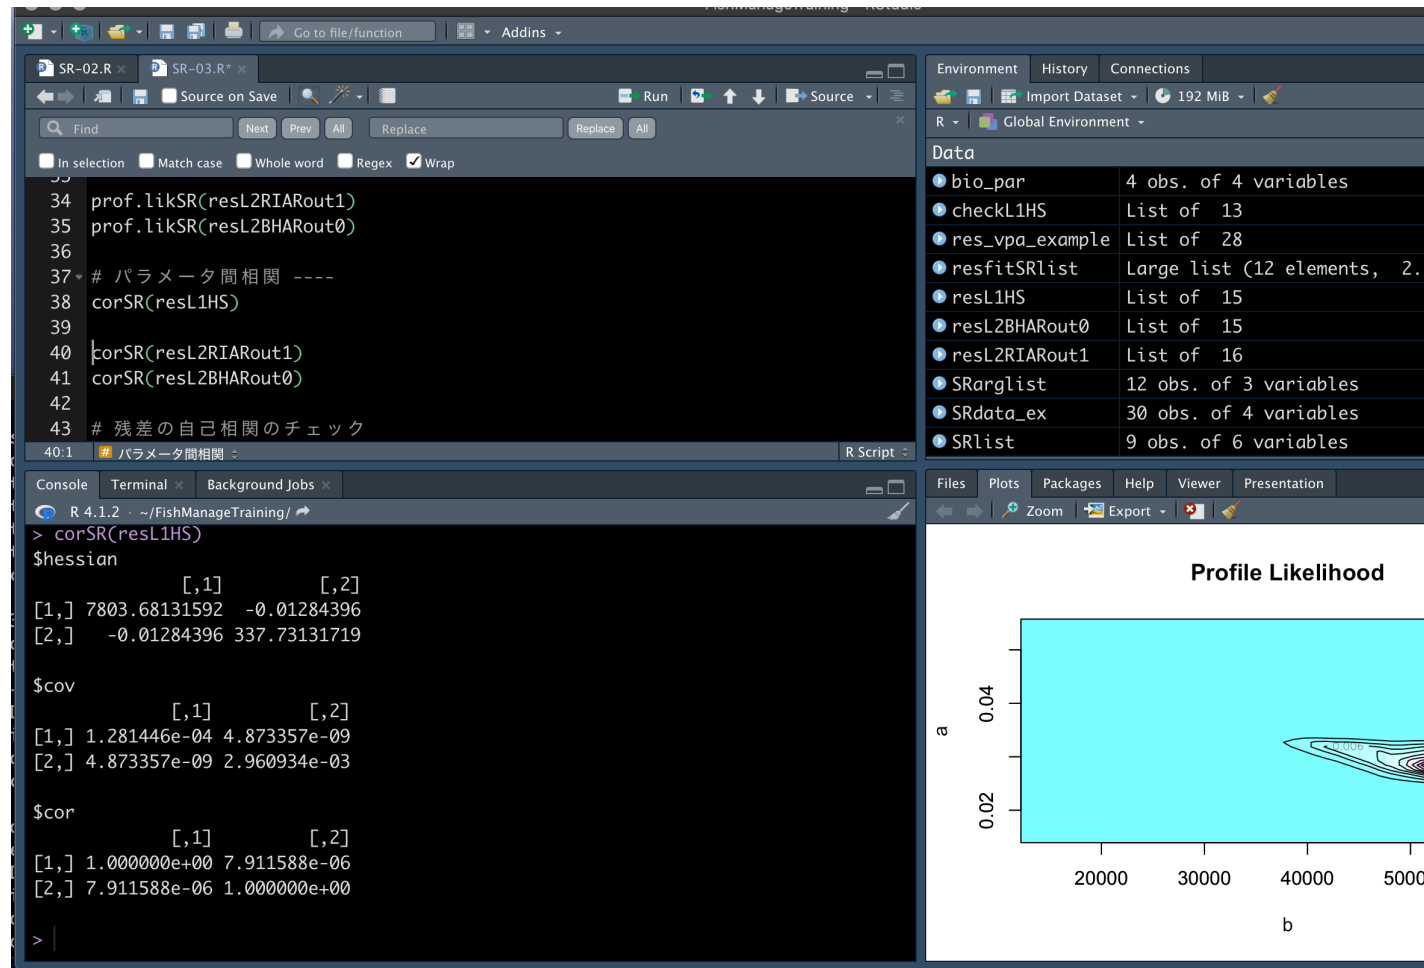 FishManageTraining - RStudio
Go to file/function
Addins
SR-02.R
SR-03.R*
Source on Save
Run
Source
Find
Next
Prev
All
Replace
Replace
All
In selection
Match case
Whole word
Regex
Wrap
34 prof.likSR(resL2RIARout1)
35 prof.likSR(resL2BHARout0)
36
37 # パラメータ間相関 ----
38 corSR(resL1HS)
39
40 corSR(resL2RIARout1)
41 corSR(resL2BHARout0)
42
43 # 残差の自己相関のチェック
40:1
# パラメータ間相関
R Script
Console
Terminal
Background Jobs
R 4.1.2 · ~/FishManageTraining/
> corSR(resL1HS)
$hessian
[,1] [,2]
[1,] 7803.68131592 -0.01284396
[2,] -0.01284396 337.73131719
$cov
[,1] [,2]
[1,] 1.281446e-04 4.873357e-09
[2,] 4.873357e-09 2.960934e-03
$cor
[,1] [,2]
[1,] 1.000000e+00 7.911588e-06
[2,] 7.911588e-06 1.000000e+00
>
Environment
History
Connections
Import Dataset
192 MiB
R
Global Environment
Data
bio_par 4 obs. of 4 variables
checkL1HS List of 13
res_vpa_example List of 28
resfitSRlist Large list (12 elements, 2.
resL1HS List of 15
resL2BHARout0 List of 15
resL2RIARout1 List of 16
SRarglist 12 obs. of 3 variables
SRdata_ex 30 obs. of 4 variables
SRlist 9 obs. of 6 variables
Files
Plots
Packages
Help
Viewer
Presentation
Zoom
Export
Profile Likelihood
a
0.04
0.02
0.006
20000
30000
40000
5000
b